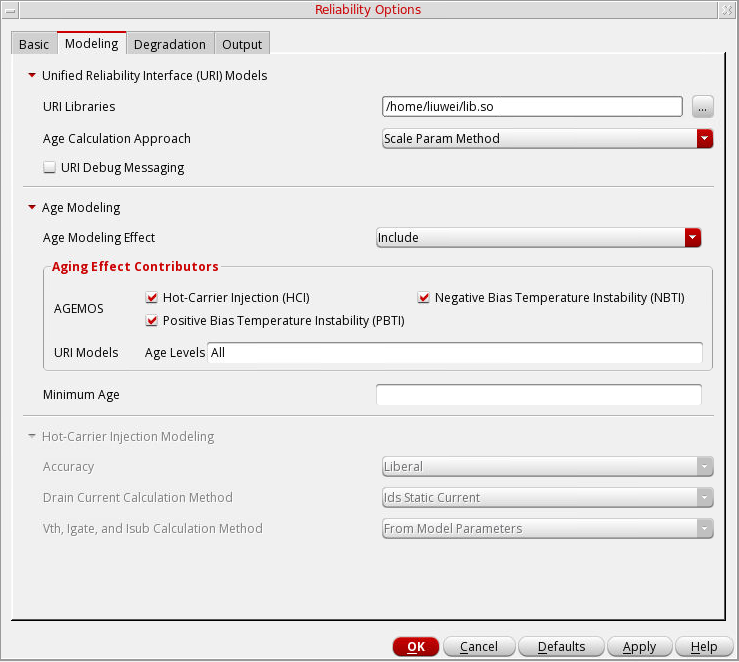 Reliability Options
Basic Modeling Degradation Output
Unified Reliability Interface (URI) Models
URI Libraries /home/liuwei/lib.so ...
Age Calculation Approach Scale Param Method
URI Debug Messaging
Age Modeling
Age Modeling Effect Include
Aging Effect Contributors
AGEMOS Hot-Carrier Injection (HCI) Negative Bias Temperature Instability (NBTI)
Positive Bias Temperature Instability (PBTI)
URI Models Age Levels All
Minimum Age
Hot-Carrier Injection Modeling
Accuracy Liberal
Drain Current Calculation Method Ids Static Current
Vth, Igate, and Isub Calculation Method From Model Parameters
OK Cancel Defaults Apply Help